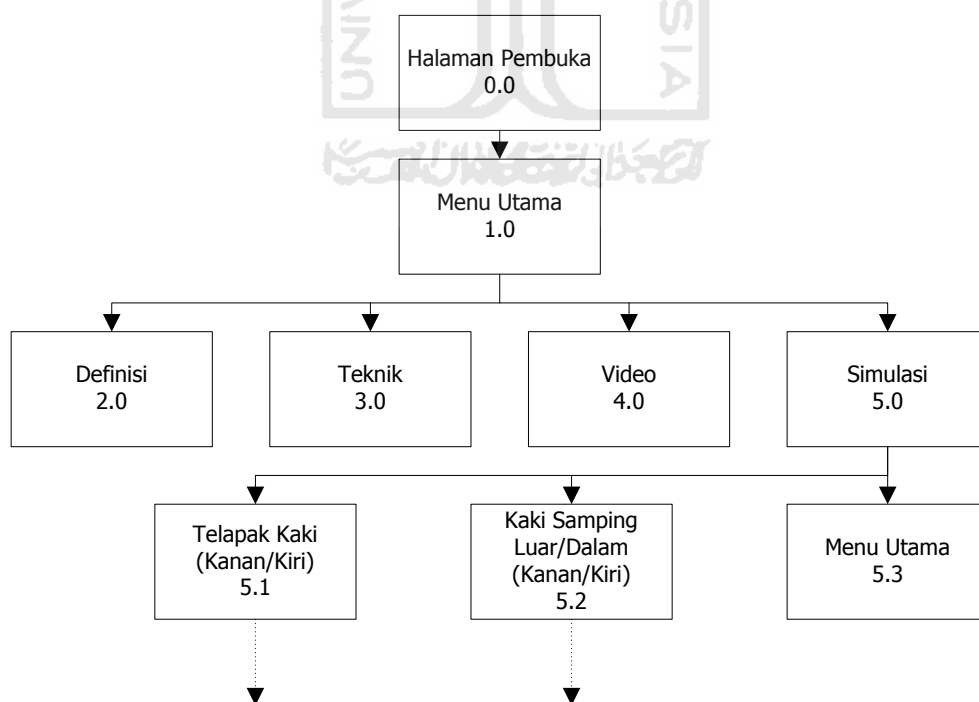 Halaman Pembuka
0.0
Menu Utama
1.0
Definisi
2.0
Teknik
3.0
Video
4.0
Simulasi
5.0
Telapak Kaki
(Kanan/Kiri)
5.1
Kaki Samping
Luar/Dalam
(Kanan/Kiri)
5.2
Menu Utama
5.3